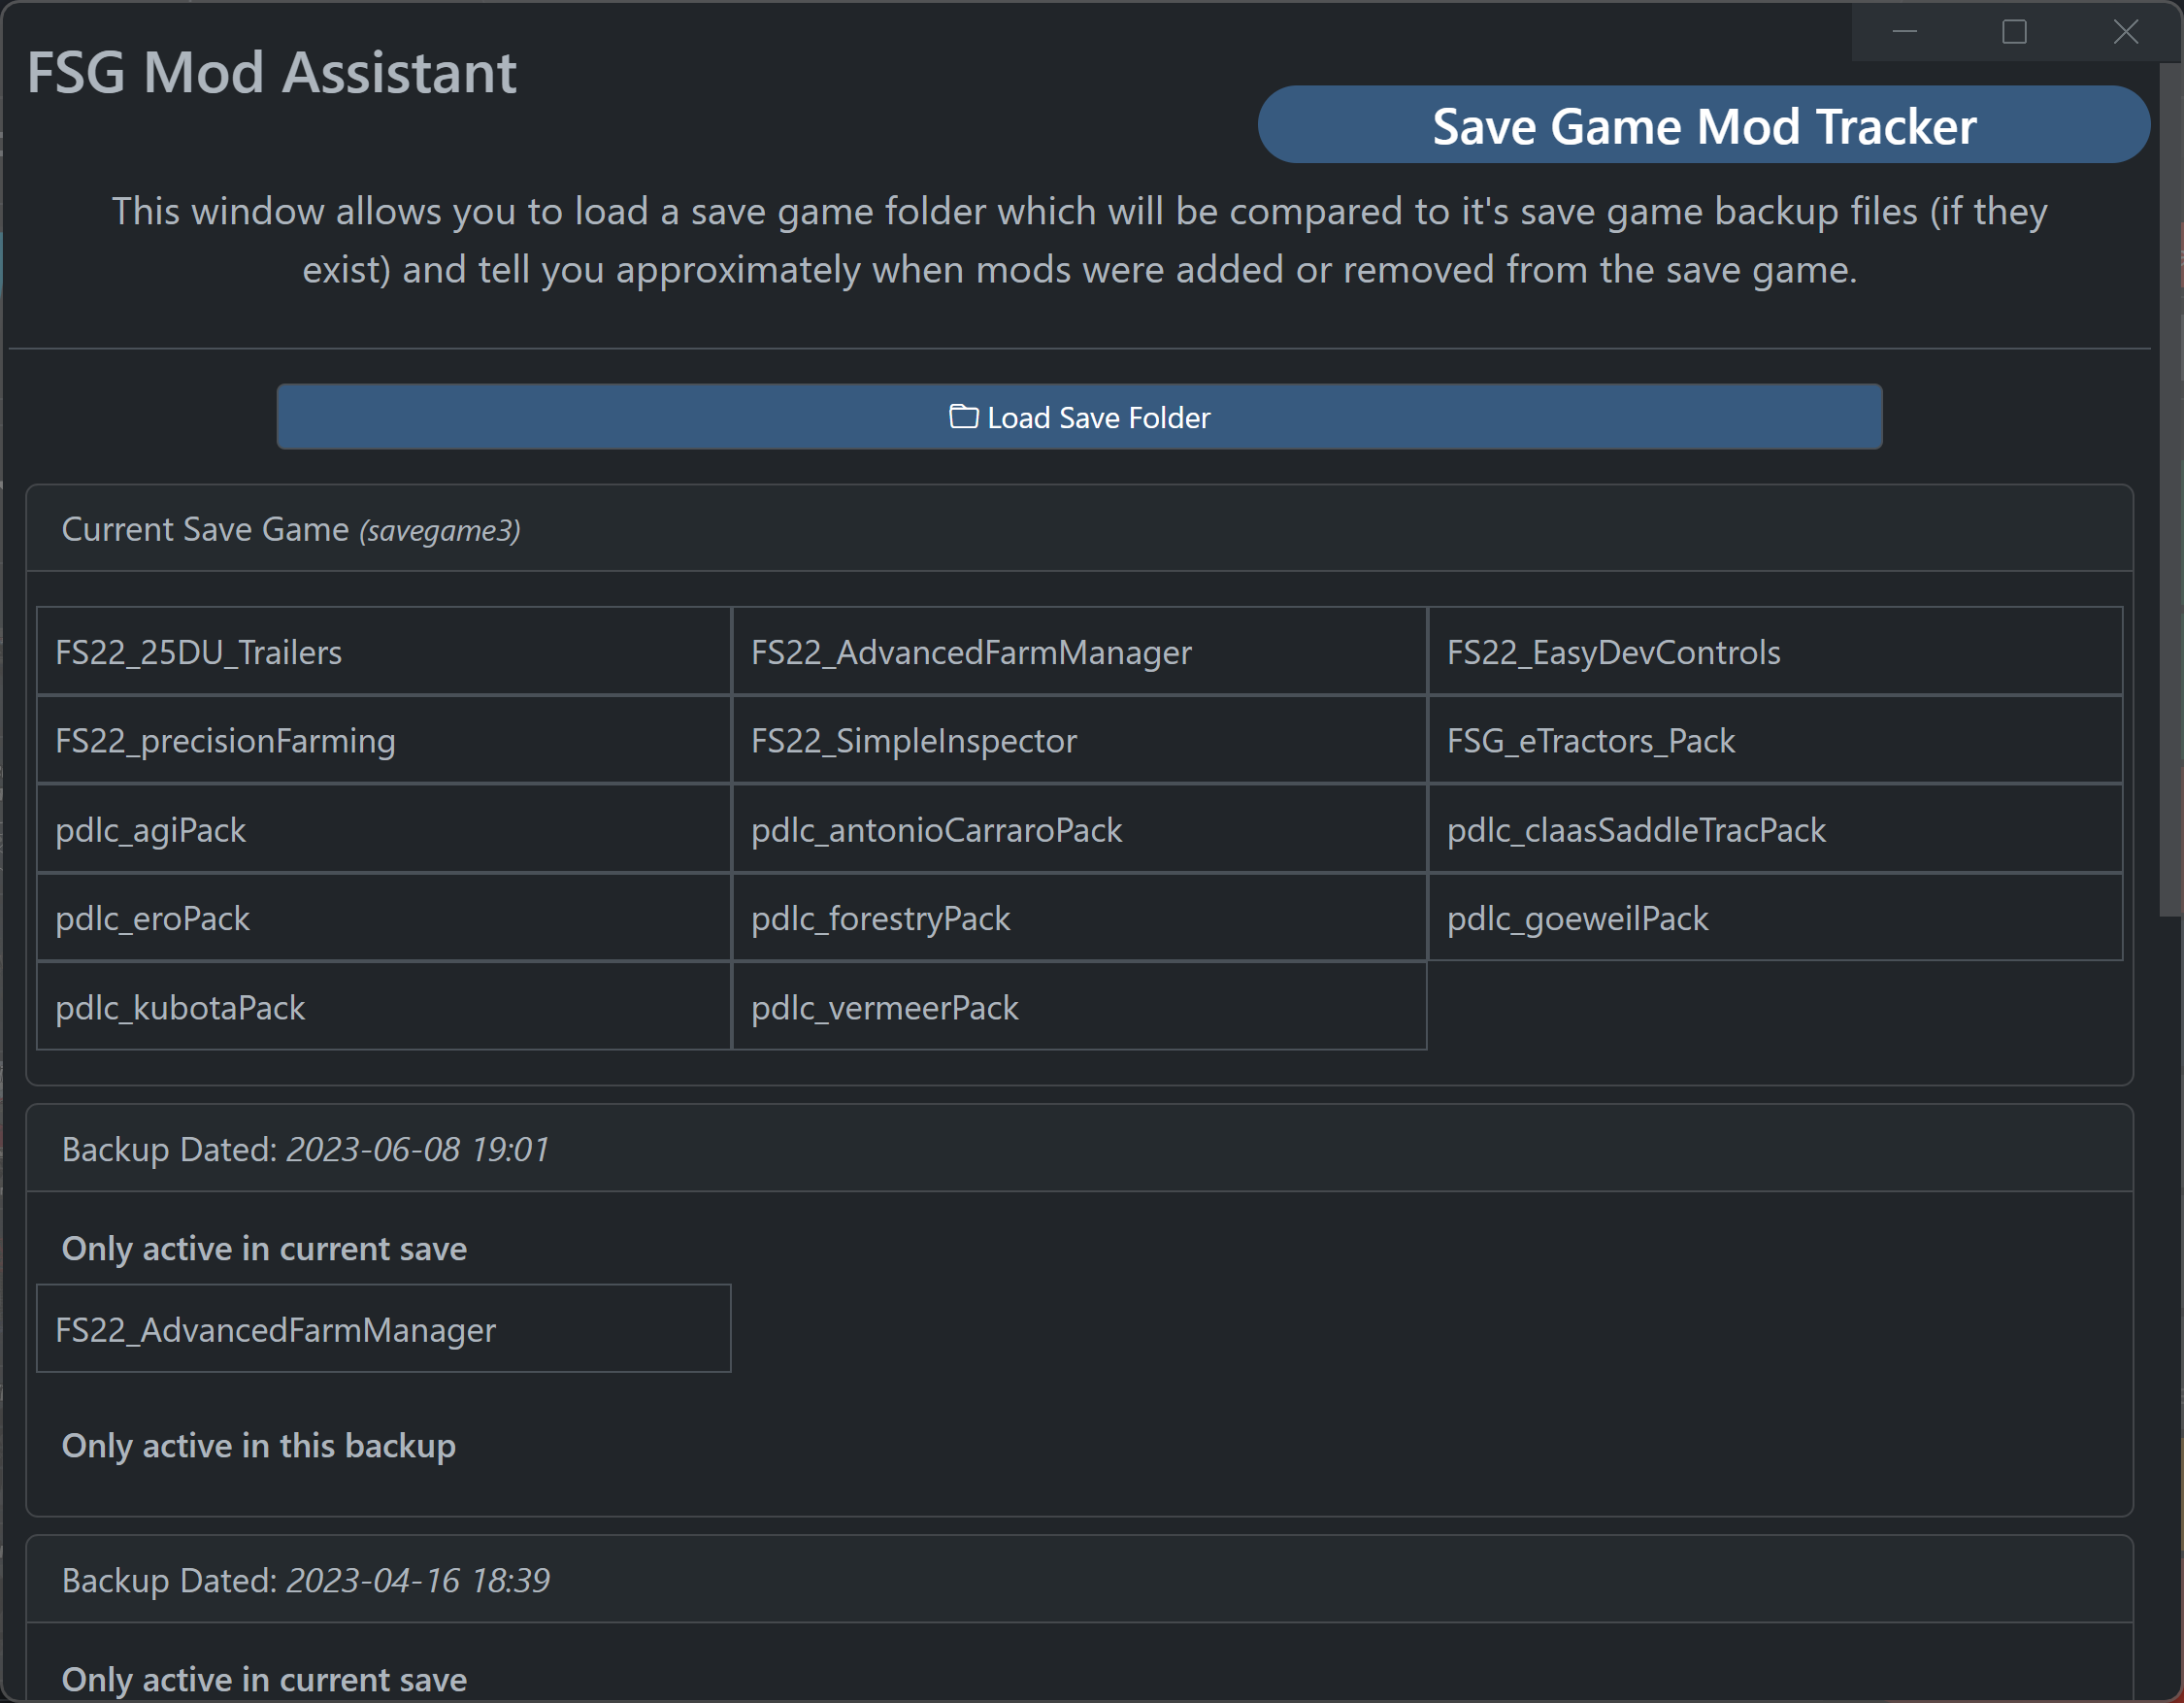 FSG Mod Assistant
Save Game Mod Tracker
This window allows you to load a save game folder which will be compared to it's save game backup files (if they
exist) and tell you approximately when mods were added or removed from the save game.
Load Save Folder
Current Save Game (savegame3)
FS22_25DU_Trailers FS22_AdvancedFarmManager FS22_EasyDevControls
FS22_precisionFarming FS22_SimpleInspector FSG_eTractors_Pack
pdlc_agiPack pdlc_antonioCarraroPack pdlc_claasSaddleTracPack
pdlc_eroPack pdlc_forestryPack pdlc_goeweilPack
pdlc_kubotaPack pdlc_vermeerPack
Backup Dated: 2023-06-08 19:01
Only active in current save
FS22_AdvancedFarmManager
Only active in this backup
Backup Dated: 2023-04-16 18:39
Only active in current save